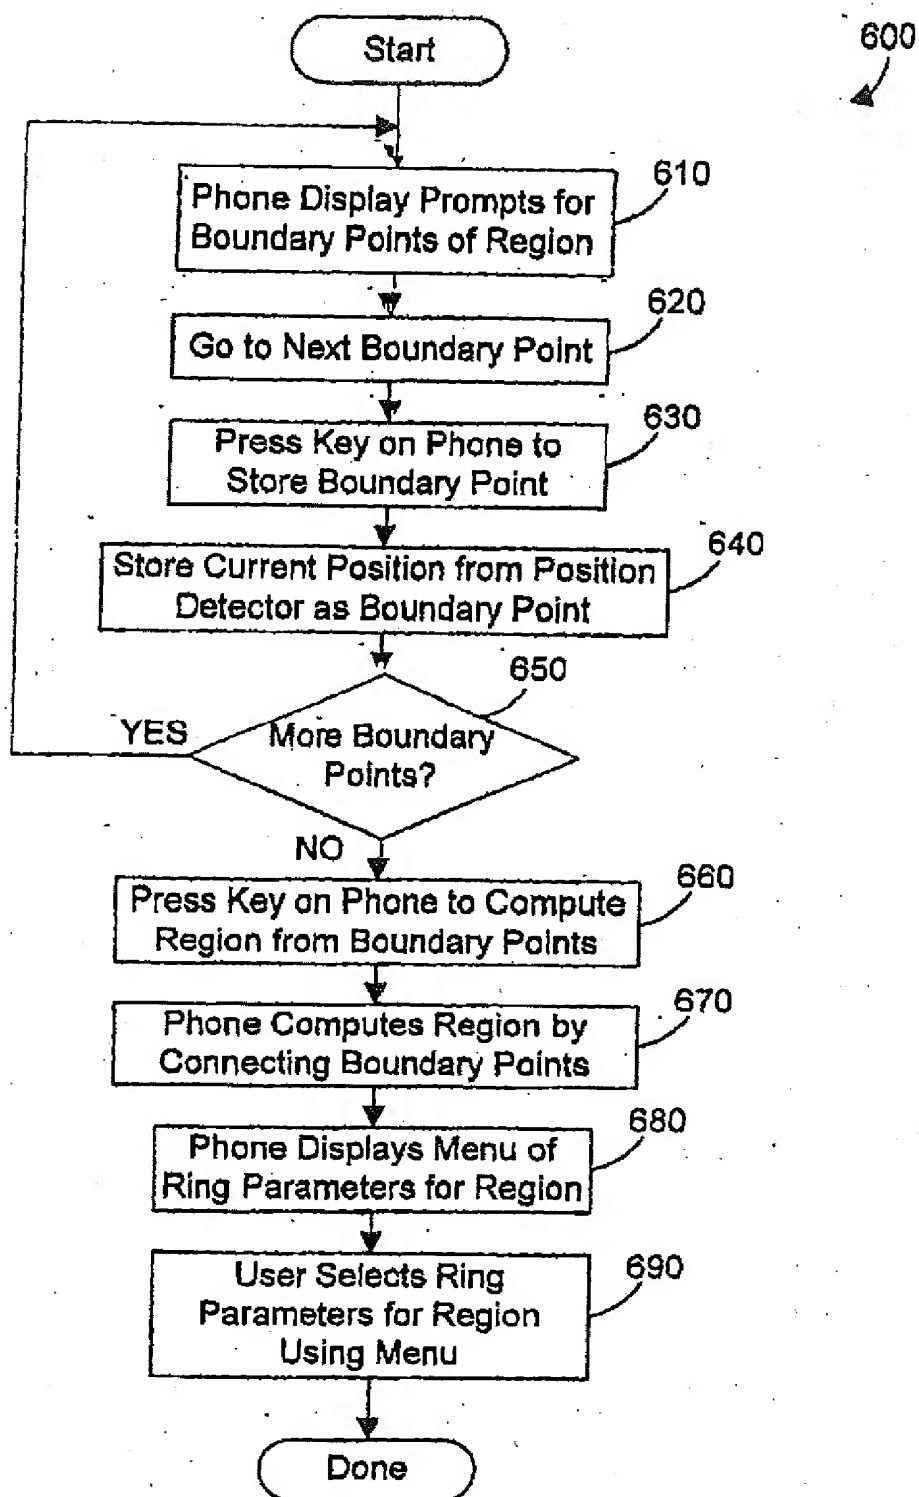 Start
600
Phone Display Prompts for
Boundary Points of Region
610
Go to Next Boundary Point
620
Press Key on Phone to
Store Boundary Point
630
Store Current Position from Position
Detector as Boundary Point
640
More Boundary
Points?
650
YES
NO
Press Key on Phone to Compute
Region from Boundary Points
660
Phone Computes Region by
Connecting Boundary Points
670
Phone Displays Menu of
Ring Parameters for Region
680
User Selects Ring
Parameters for Region
Using Menu
690
Done